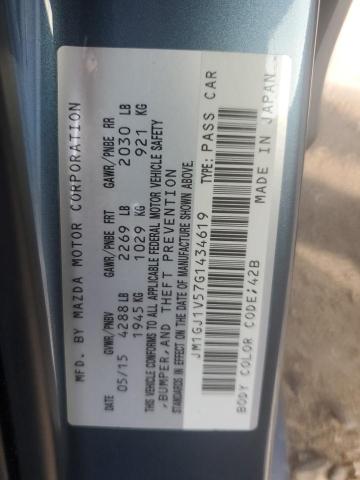 MFD. BY MAZDA MOTOR CORPORATION
GVWR/PNBV GAWR/PNBE FRT GAWR/PNBE RR
05/15 4288 LB 2269 LB 2030 LB
1945 KG 1029 KG 921 KG
THIS VEHICLE CONFORMS TO ALL APPLICABLE FEDERAL MOTOR VEHICLE SAFETY
, BUMPER, AND THEFT PREVENTION
STANDARDS IN EFFECT ON THE DATE OF MANUFACTURE SHOWN ABOVE.
JM1GJ1V57G1434619 TYPE: PASS CAR
BODY COLOR CODE:42B MADE IN JAPAN